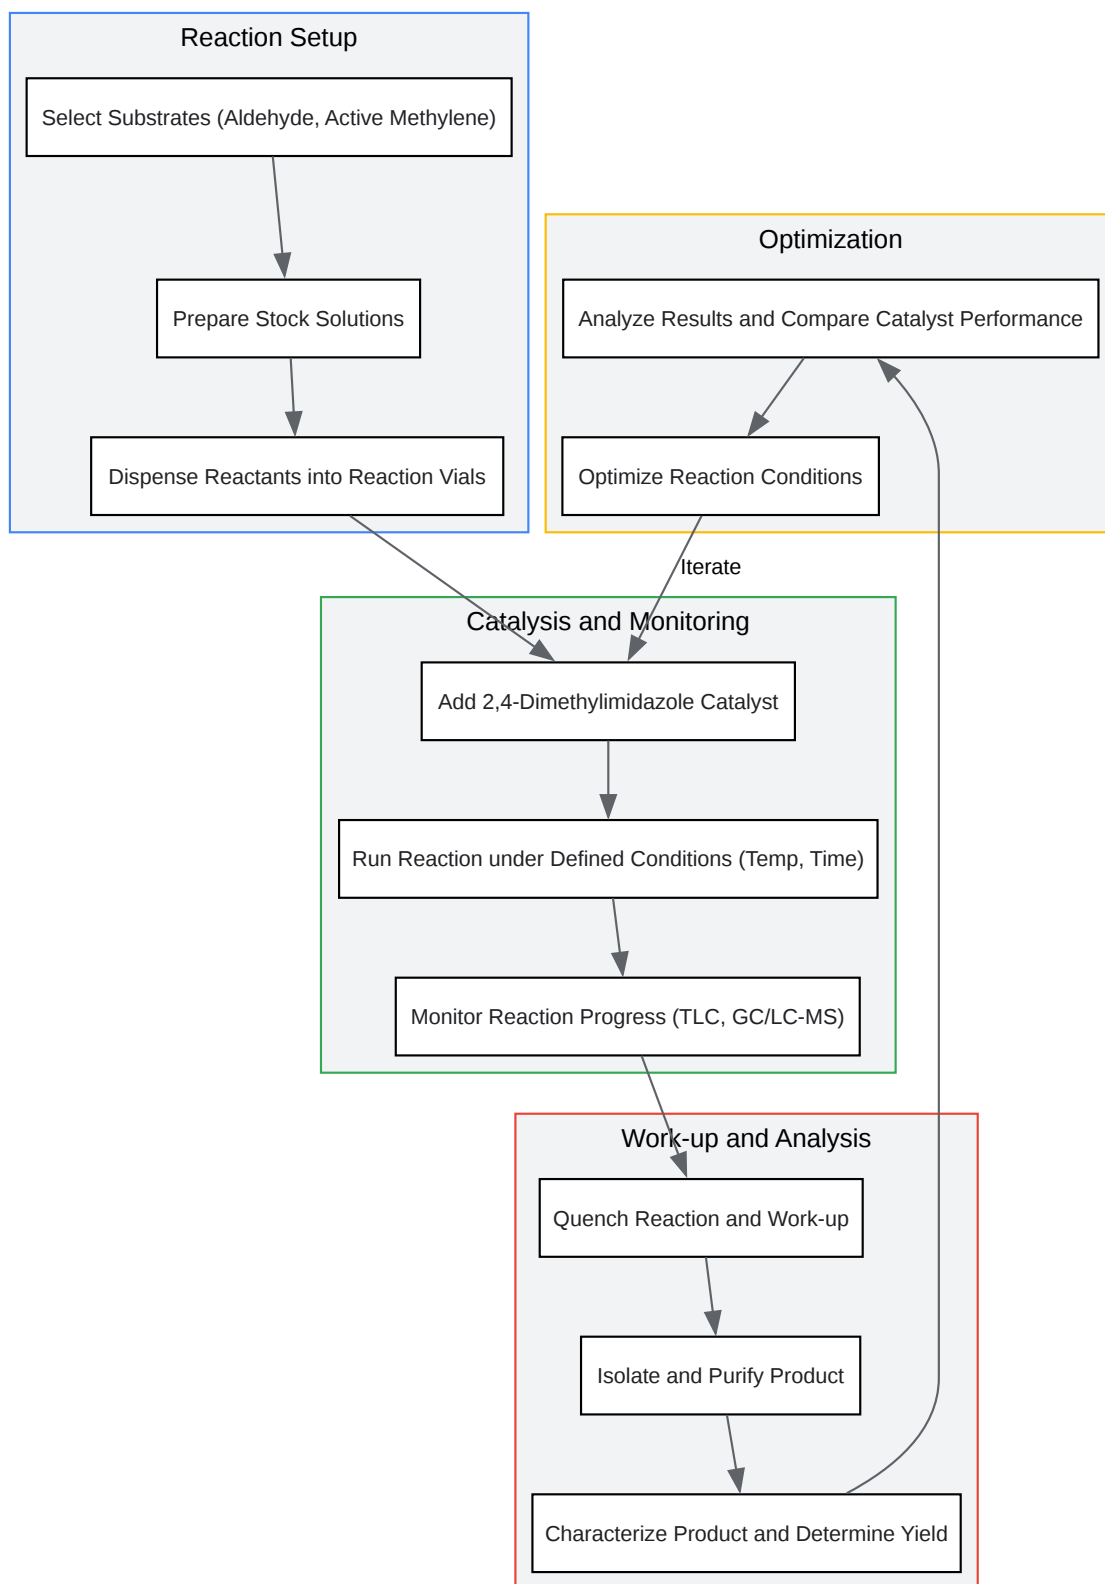 Reaction Setup
Select Substrates (Aldehyde, Active Methylene)
Prepare Stock Solutions
Dispense Reactants into Reaction Vials
Optimization
Analyze Results and Compare Catalyst Performance
Optimize Reaction Conditions
Iterate
Catalysis and Monitoring
Add 2,4-Dimethylimidazole Catalyst
Run Reaction under Defined Conditions (Temp, Time)
Monitor Reaction Progress (TLC, GC/LC-MS)
Work-up and Analysis
Quench Reaction and Work-up
Isolate and Purify Product
Characterize Product and Determine Yield